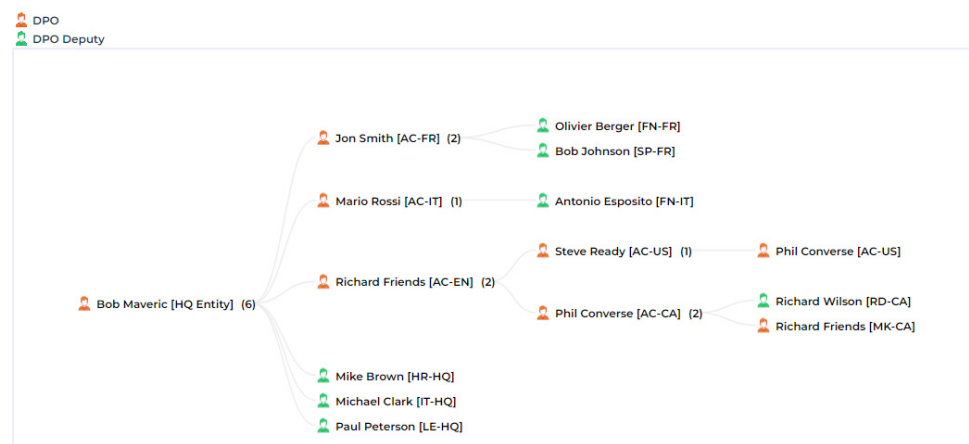 DPO
DPO Deputy
Olivier Berger [FN-FR]
Jon Smith [AC-FR] (2)
Bob Johnson [SP-FR]
Mario Rossi [AC-IT] (1)
Antonio Esposito [FN-IT]
Steve Ready [AC-US] (1)
Phil Converse [AC-US]
Richard Friends [AC-EN] (2)
Bob Maveric [HQ Entity] (6)
Richard Wilson [RD-CA]
Phil Converse [AC-CA] (2)
Richard Friends [MK-CA]
Mike Brown [HR-HQ]
Michael Clark [IT-HQ]
Paul Peterson [LE-HQ]